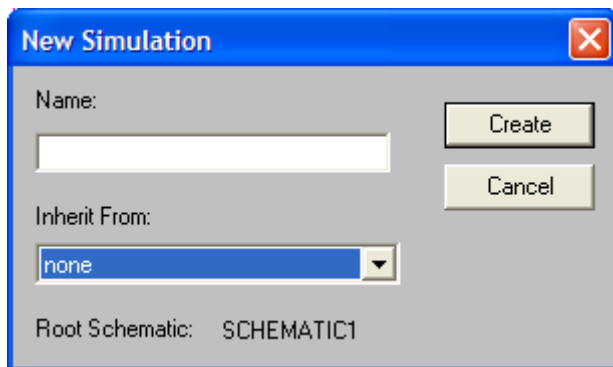 New Simulation
Name:
Create
Cancel
Inherit From:
none
Root Schematic: SCHEMATIC1